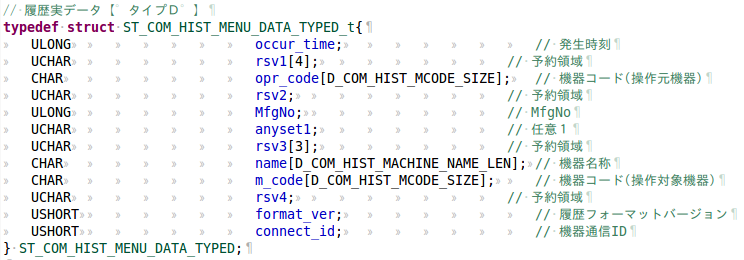 // 履歴実データ【 タイプD 】
typedef struct ST_COM_HIST_MENU_DATA_TYPED_t{
ULONG occur_time; // 発生時刻
UCHAR rsv1[4]; // 予約領域
CHAR opr_code[D_COM_HIST_MCODE_SIZE]; // 機器コード(操作元機器)
UCHAR rsv2; // 予約領域
ULONG MfgNo; // MfgNo
UCHAR anyset1; // 任意１
UCHAR rsv3[3]; // 予約領域
CHAR name[D_COM_HIST_MACHINE_NAME_LEN]; // 機器名称
CHAR m_code[D_COM_HIST_MCODE_SIZE]; // 機器コード(操作対象機器)
UCHAR rsv4; // 予約領域
USHORT format_ver; // 履歴フォーマットバージョン
USHORT connect_id; // 機器通信ID
} ST_COM_HIST_MENU_DATA_TYPED;